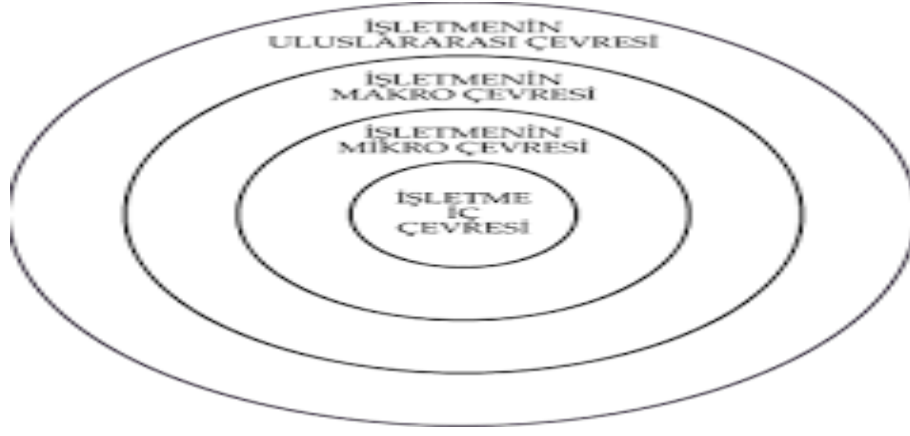 İŞLETMENİN
ULUSLARARASI ÇEVRESİ
İŞLETMENİN
MAKRO ÇEVRESİ
İŞLETMENİN
MİKRO ÇEVRESİ
İŞLETME
İÇ
ÇEVRESİ